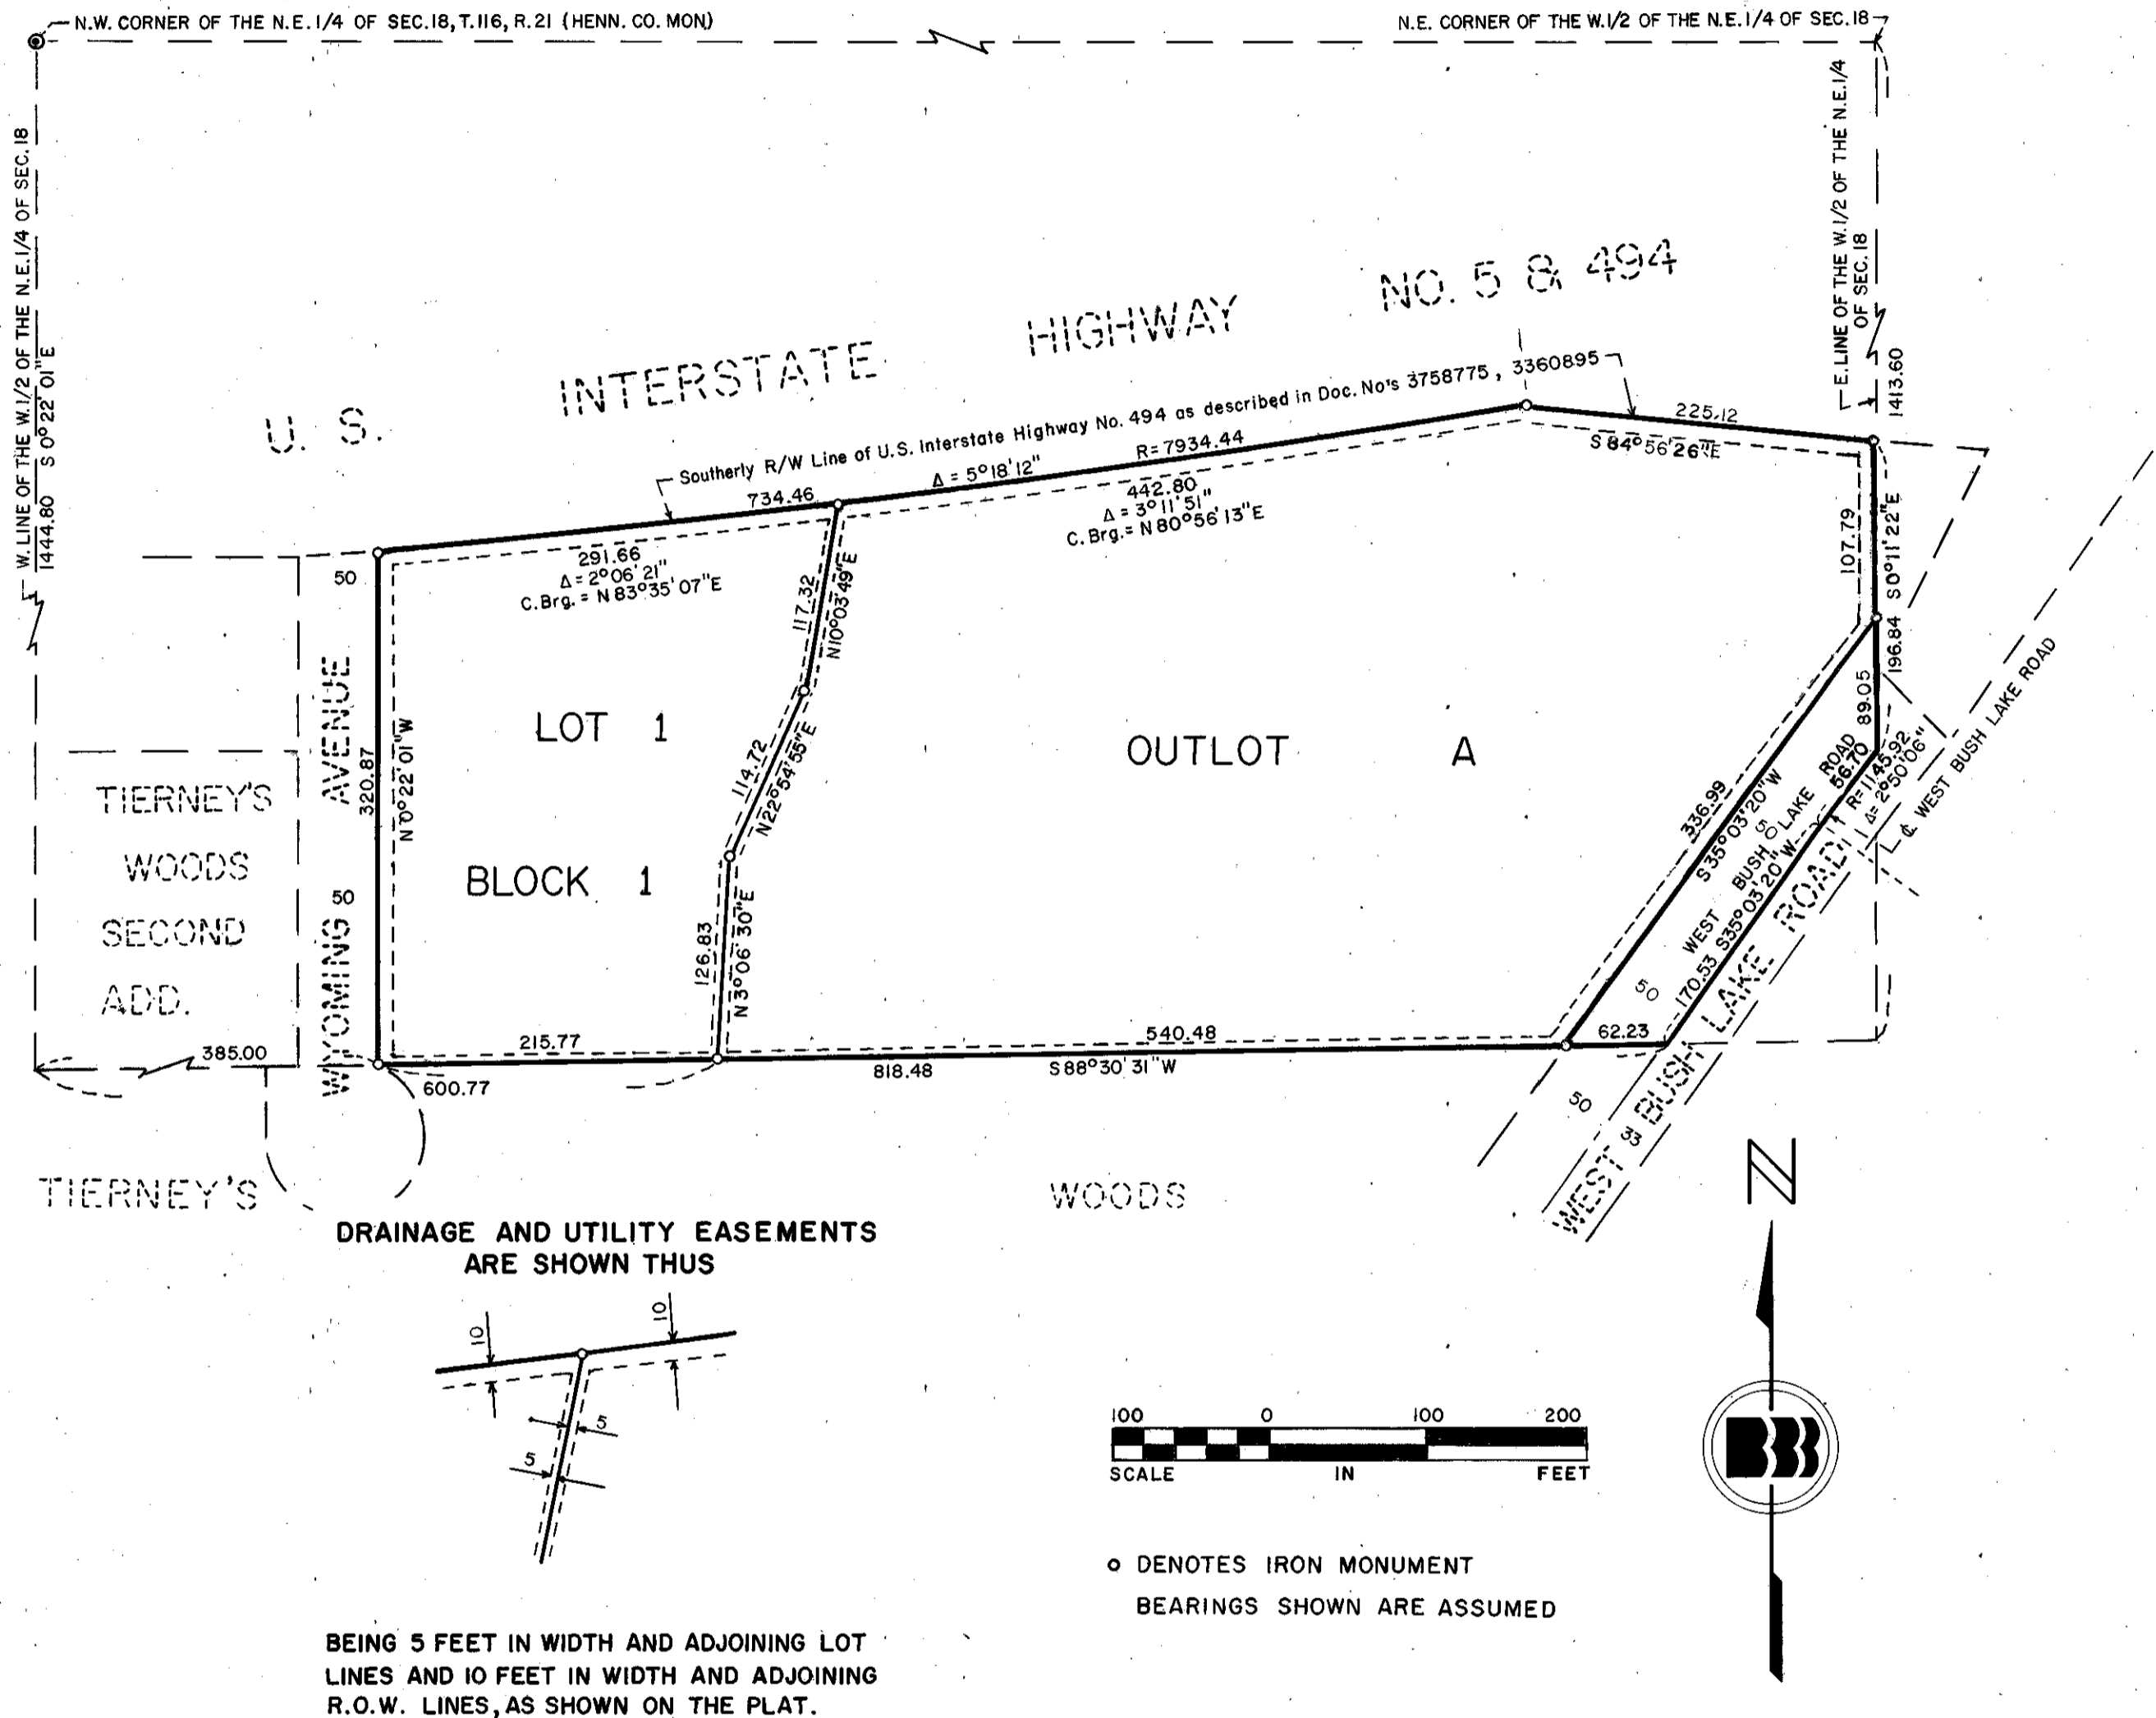 N.W. CORNER OF THE N.E. 1/4 OF SEC.18, T.116, R.21 (HENN. CO. MON)
N.E. CORNER OF THE W.1/2 OF THE N.E.1/4 OF SEC.18
W. LINE OF THE W.1/2 OF THE N.E.1/4 OF SEC.18
1444.80 S 0°22'01"E
E. LINE OF THE W.1/2 OF THE N.E.1/4
OF SEC.18
1413.60
U. S. INTERSTATE HIGHWAY NO. 5 & 494
Southerly R/W Line of U.S. Interstate Highway No. 494 as described in Doc. No's 3758775, 3360895
734.46
Δ = 5°18'12"
R= 7934.44
225.12
S 84°56'26"E
442.80
Δ = 3°11'51"
C. Brg.= N 80°56'13"E
291.66
Δ = 2°06'21"
C. Brg. = N 83°35'07"E
50
117.32
N10°03'49"E
107.79
S 0°11'22"E
196.84
89.05
WYOMING AVENUE
320.87
N 0°22'01"W
50
LOT 1
BLOCK 1
114.72
N22°54'55"E
126.83
N 3°06'30"E
OUTLOT A
336.99
S35°03'20"W
WEST BUSH LAKE ROAD
50
50
56.70
R=1145.92
Δ= 2°50'06"
℄ WEST BUSH LAKE ROAD
170.53 S35°03'20"W
TIERNEY'S
WOODS
SECOND
ADD.
385.00
215.77
600.77
540.48
818.48
S88°30'31"W
62.23
50
33
WEST BUSH LAKE ROAD
TIERNEY'S WOODS
N
DRAINAGE AND UTILITY EASEMENTS
ARE SHOWN THUS
10
10
5
5
100 0 100 200
SCALE IN FEET
BBB
o DENOTES IRON MONUMENT
BEARINGS SHOWN ARE ASSUMED
BEING 5 FEET IN WIDTH AND ADJOINING LOT
LINES AND 10 FEET IN WIDTH AND ADJOINING
R.O.W. LINES, AS SHOWN ON THE PLAT.